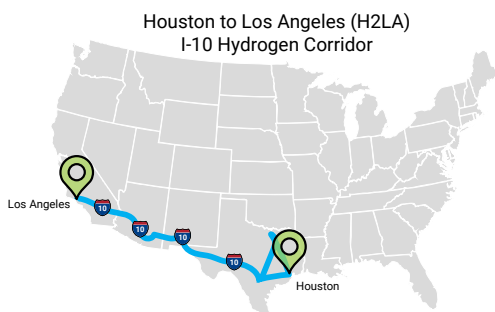 Houston to Los Angeles (H2LA)
I-10 Hydrogen Corridor
Los Angeles
10
10
10
10
Houston